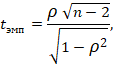 t_эмп = ρ √(n − 2) / √(1 − ρ²),